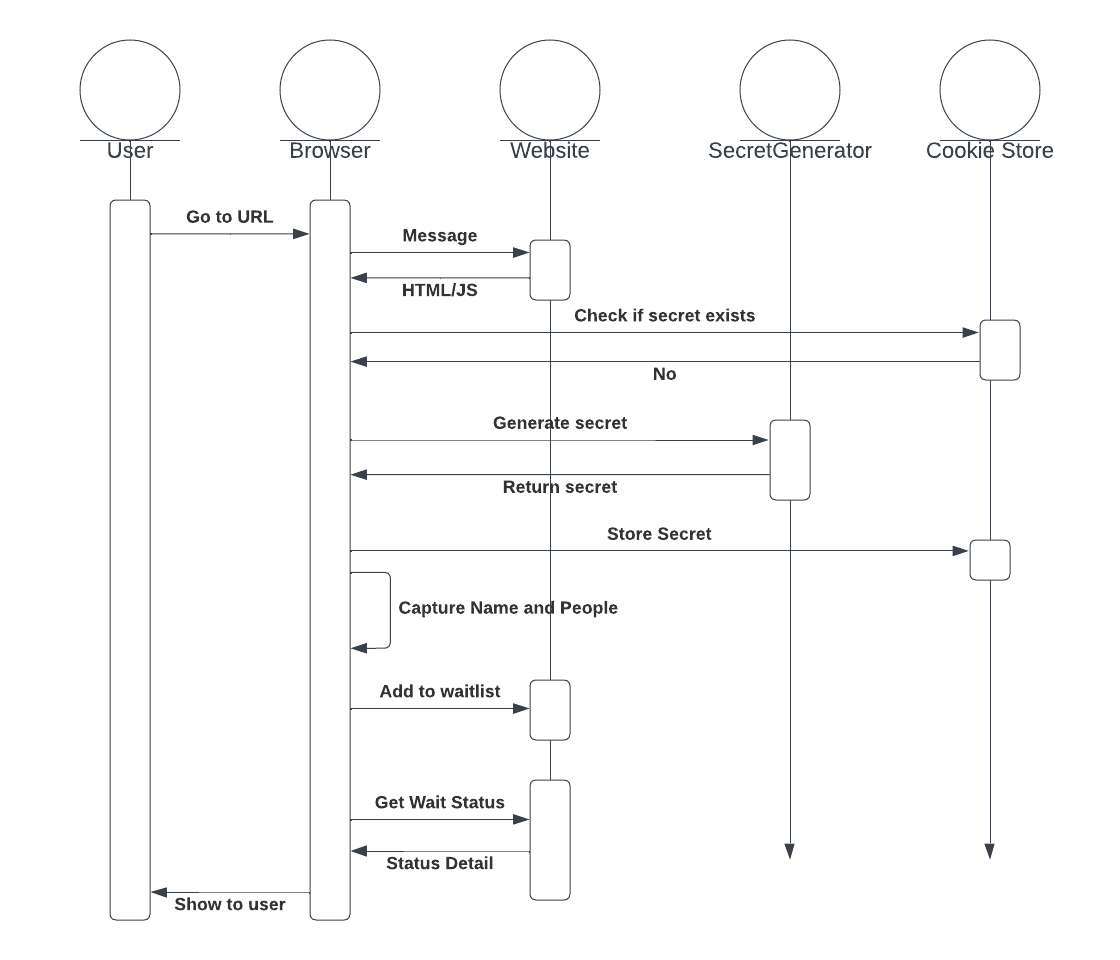 User
Browser
Website
SecretGenerator
Cookie Store
Go to URL
Message
HTML/JS
Check if secret exists
No
Generate secret
Return secret
Store Secret
Capture Name and People
Add to waitlist
Get Wait Status
Status Detail
Show to user